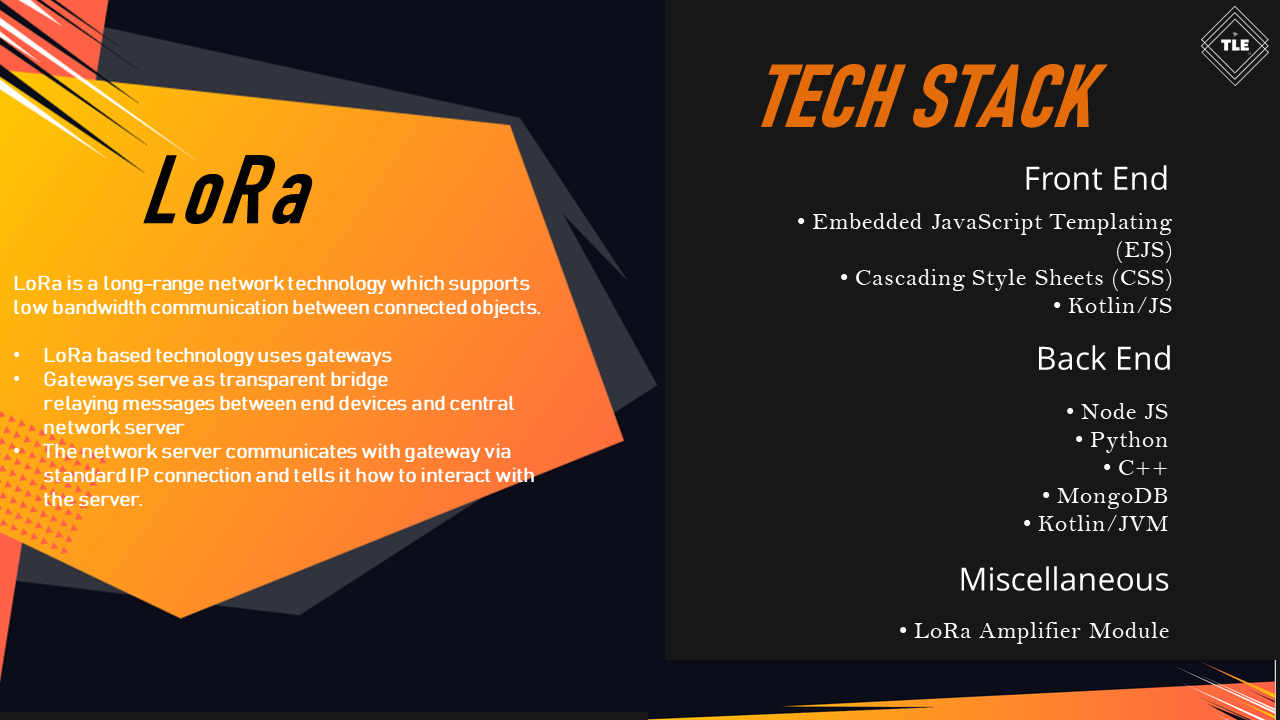 LoRa
LoRa is a long-range network technology which supports
low bandwidth communication between connected objects.
• LoRa based technology uses gateways
• Gateways serve as transparent bridge
relaying messages between end devices and central
network server
• The network server communicates with gateway via
standard IP connection and tells it how to interact with
the server.
TLE
TECH STACK
Front End
• Embedded JavaScript Templating
(EJS)
• Cascading Style Sheets (CSS)
• Kotlin/JS
Back End
• Node JS
• Python
• C++
• MongoDB
• Kotlin/JVM
Miscellaneous
• LoRa Amplifier Module